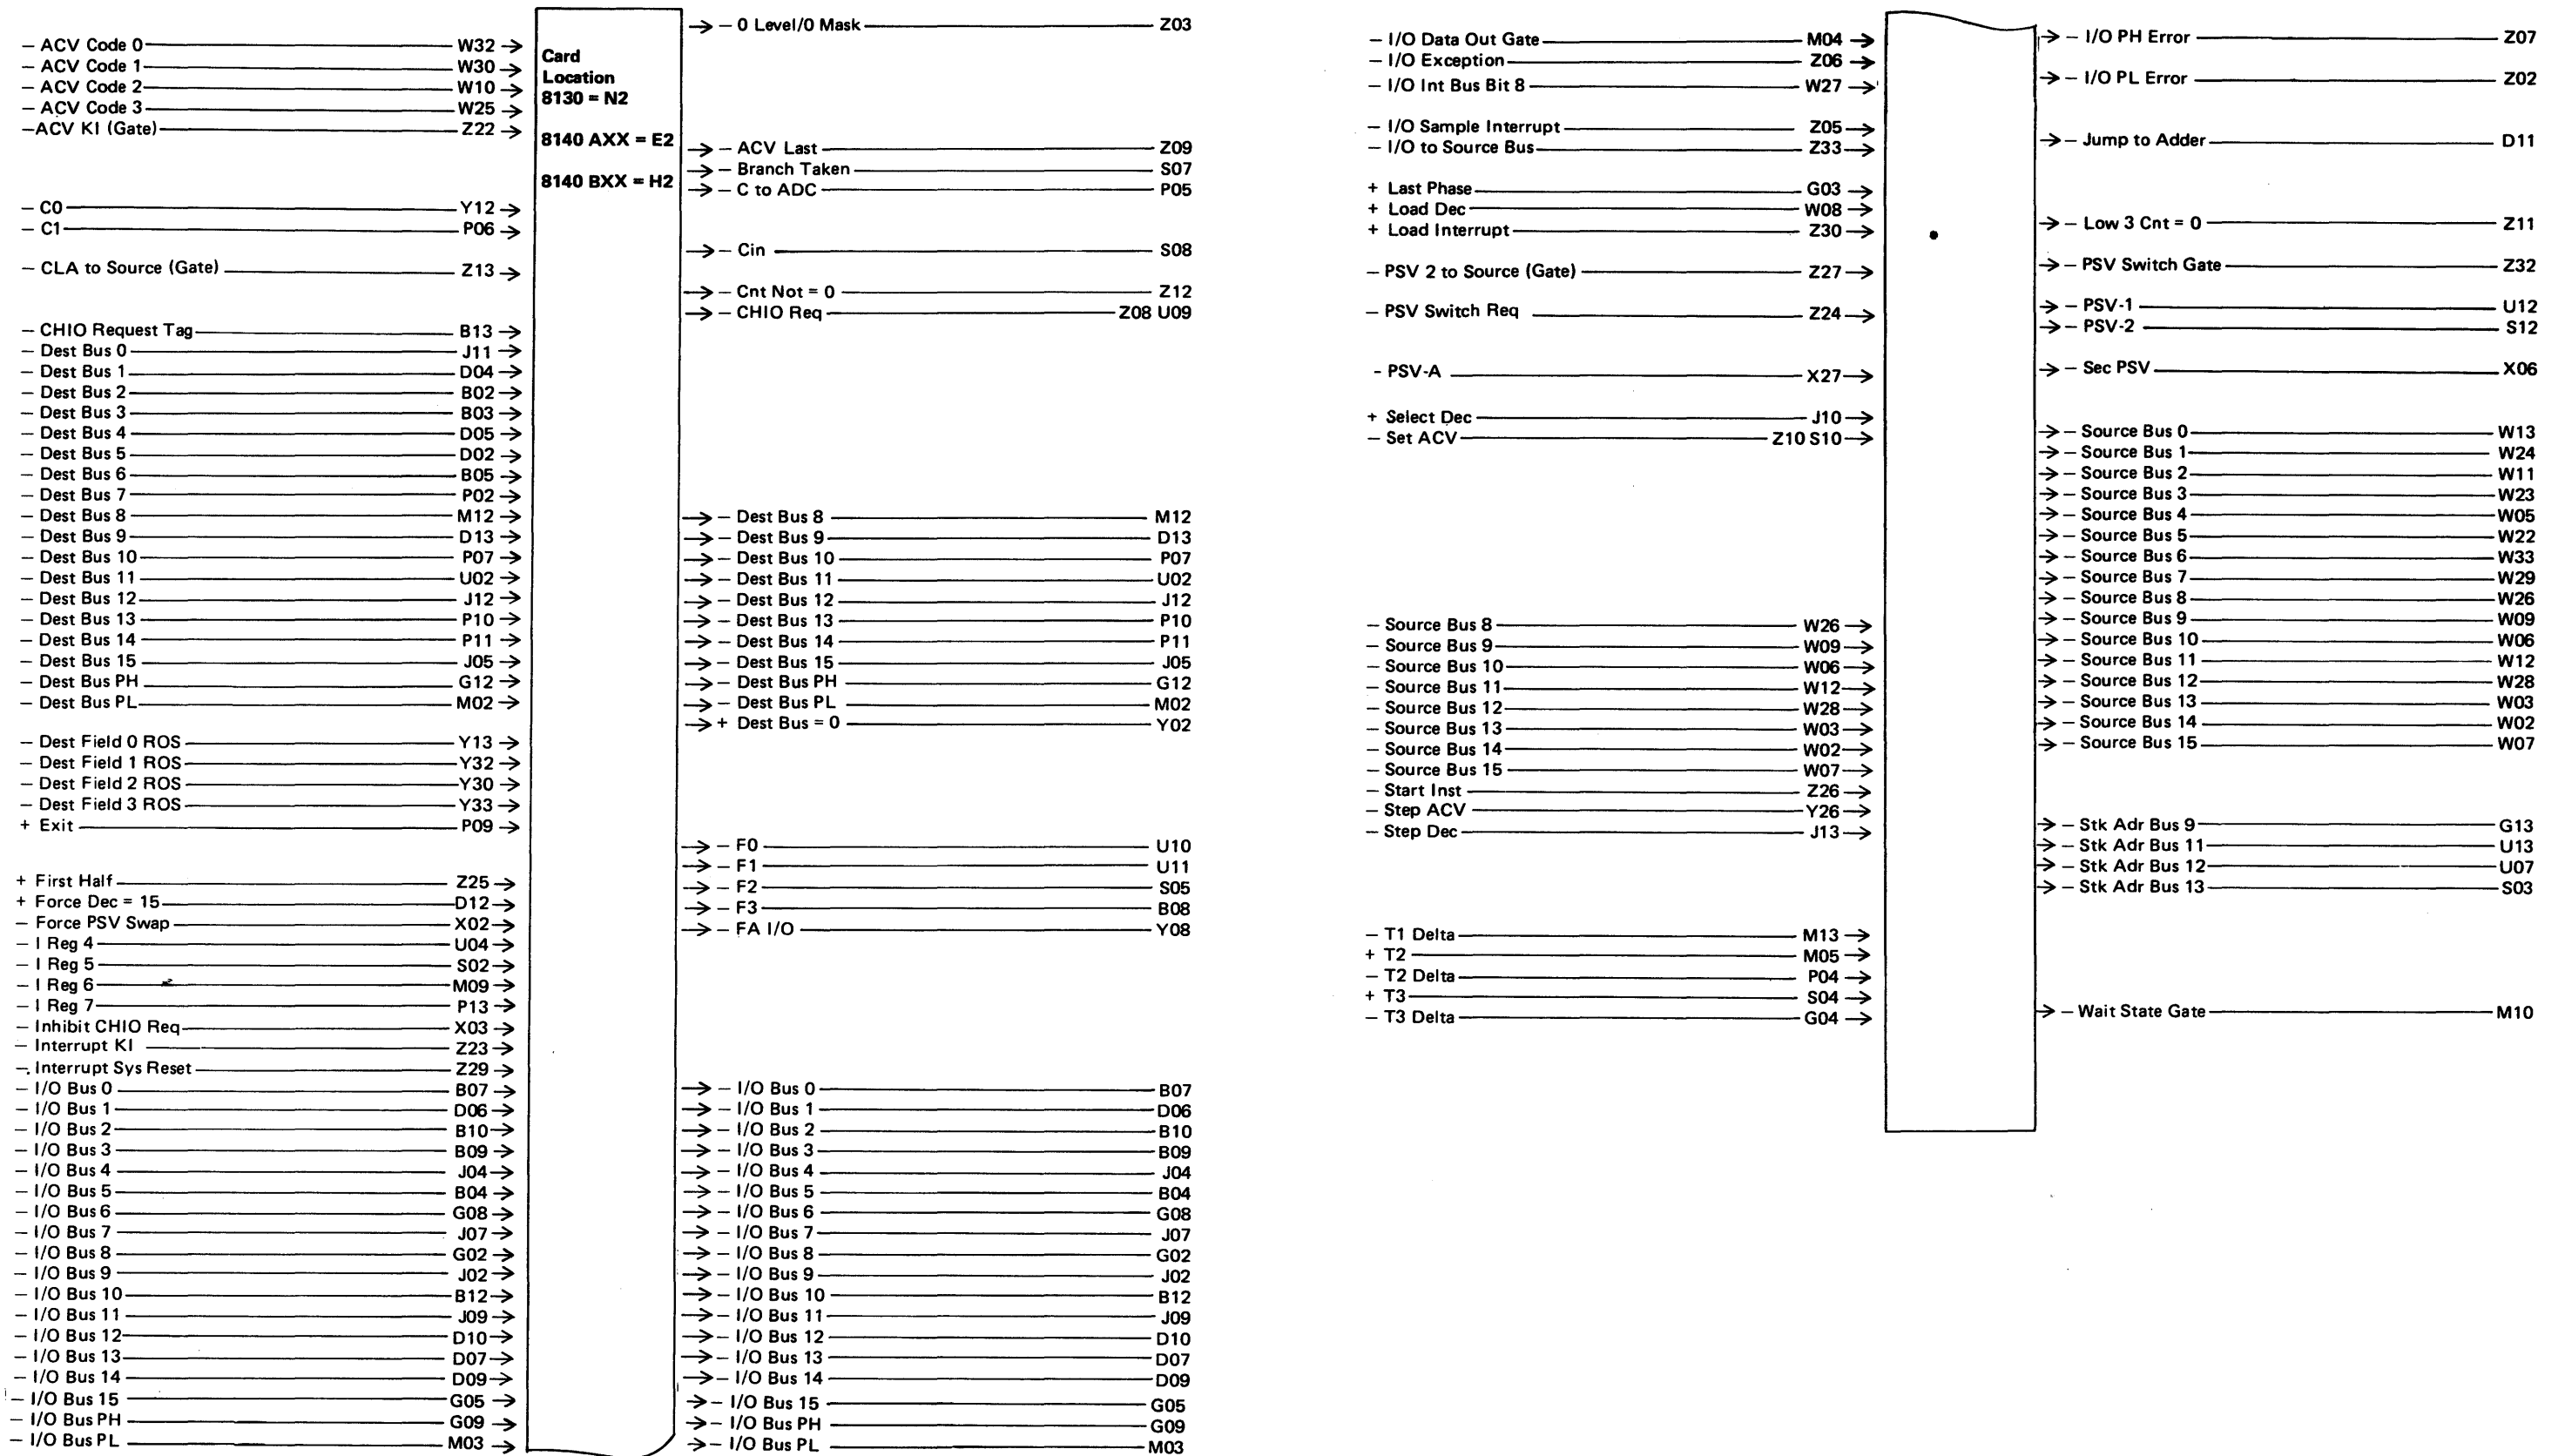 − ACV Code 0 W32
− ACV Code 1 W30
− ACV Code 2 W10
− ACV Code 3 W25
−ACV KI (Gate) Z22
− C0 Y12
− C1 P06
− CLA to Source (Gate) Z13
− CHIO Request Tag B13
− Dest Bus 0 J11
− Dest Bus 1 D04
− Dest Bus 2 B02
− Dest Bus 3 B03
− Dest Bus 4 D05
− Dest Bus 5 D02
− Dest Bus 6 B05
− Dest Bus 7 P02
− Dest Bus 8 M12
− Dest Bus 9 D13
− Dest Bus 10 P07
− Dest Bus 11 U02
− Dest Bus 12 J12
− Dest Bus 13 P10
− Dest Bus 14 P11
− Dest Bus 15 J05
− Dest Bus PH G12
− Dest Bus PL M02
− Dest Field 0 ROS Y13
− Dest Field 1 ROS Y32
− Dest Field 2 ROS Y30
− Dest Field 3 ROS Y33
+ Exit P09
+ First Half Z25
+ Force Dec = 15 D12
− Force PSV Swap X02
− I Reg 4 U04
− I Reg 5 S02
− I Reg 6 M09
− I Reg 7 P13
− Inhibit CHIO Req X03
− Interrupt KI Z23
− Interrupt Sys Reset Z29
− I/O Bus 0 B07
− I/O Bus 1 D06
− I/O Bus 2 B10
− I/O Bus 3 B09
− I/O Bus 4 J04
− I/O Bus 5 B04
− I/O Bus 6 G08
− I/O Bus 7 J07
− I/O Bus 8 G02
− I/O Bus 9 J02
− I/O Bus 10 B12
− I/O Bus 11 J09
− I/O Bus 12 D10
− I/O Bus 13 D07
− I/O Bus 14 D09
− I/O Bus 15 G05
− I/O Bus PH G09
− I/O Bus PL M03
Card
Location
8130 = N2
8140 AXX = E2
8140 BXX = H2
− 0 Level/0 Mask Z03
− ACV Last Z09
− Branch Taken S07
− C to ADC P05
− Cin S08
− Cnt Not = 0 Z12
− CHIO Req Z08 U09
− Dest Bus 8 M12
− Dest Bus 9 D13
− Dest Bus 10 P07
− Dest Bus 11 U02
− Dest Bus 12 J12
− Dest Bus 13 P10
− Dest Bus 14 P11
− Dest Bus 15 J05
− Dest Bus PH G12
− Dest Bus PL M02
+ Dest Bus = 0 Y02
− F0 U10
− F1 U11
− F2 S05
− F3 B08
− FA I/O Y08
− I/O Bus 0 B07
− I/O Bus 1 D06
− I/O Bus 2 B10
− I/O Bus 3 B09
− I/O Bus 4 J04
− I/O Bus 5 B04
− I/O Bus 6 G08
− I/O Bus 7 J07
− I/O Bus 8 G02
− I/O Bus 9 J02
− I/O Bus 10 B12
− I/O Bus 11 J09
− I/O Bus 12 D10
− I/O Bus 13 D07
− I/O Bus 14 D09
− I/O Bus 15 G05
− I/O Bus PH G09
− I/O Bus PL M03
− I/O Data Out Gate M04
− I/O Exception Z06
− I/O Int Bus Bit 8 W27
− I/O Sample Interrupt Z05
− I/O to Source Bus Z33
+ Last Phase G03
+ Load Dec W08
+ Load Interrupt Z30
− PSV 2 to Source (Gate) Z27
− PSV Switch Req Z24
- PSV-A X27
+ Select Dec J10
− Set ACV Z10 S10
− Source Bus 8 W26
− Source Bus 9 W09
− Source Bus 10 W06
− Source Bus 11 W12
− Source Bus 12 W28
− Source Bus 13 W03
− Source Bus 14 W02
− Source Bus 15 W07
− Start Inst Z26
− Step ACV Y26
− Step Dec J13
− T1 Delta M13
+ T2 M05
− T2 Delta P04
+ T3 S04
− T3 Delta G04
− I/O PH Error Z07
− I/O PL Error Z02
− Jump to Adder D11
− Low 3 Cnt = 0 Z11
− PSV Switch Gate Z32
− PSV-1 U12
− PSV-2 S12
− Sec PSV X06
− Source Bus 0 W13
− Source Bus 1 W24
− Source Bus 2 W11
− Source Bus 3 W23
− Source Bus 4 W05
− Source Bus 5 W22
− Source Bus 6 W33
− Source Bus 7 W29
− Source Bus 8 W26
− Source Bus 9 W09
− Source Bus 10 W06
− Source Bus 11 W12
− Source Bus 12 W28
− Source Bus 13 W03
− Source Bus 14 W02
− Source Bus 15 W07
− Stk Adr Bus 9 G13
− Stk Adr Bus 11 U13
− Stk Adr Bus 12 U07
− Stk Adr Bus 13 S03
− Wait State Gate M10